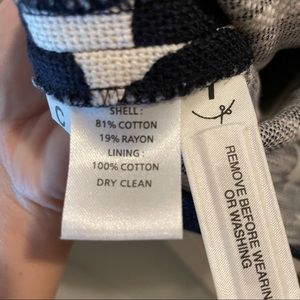 C
SHELL :
81% COTTON
19% RAYON
LINING :
100% COTTON
DRY CLEAN
REMOVE BEFORE WEARING
OR WASHING